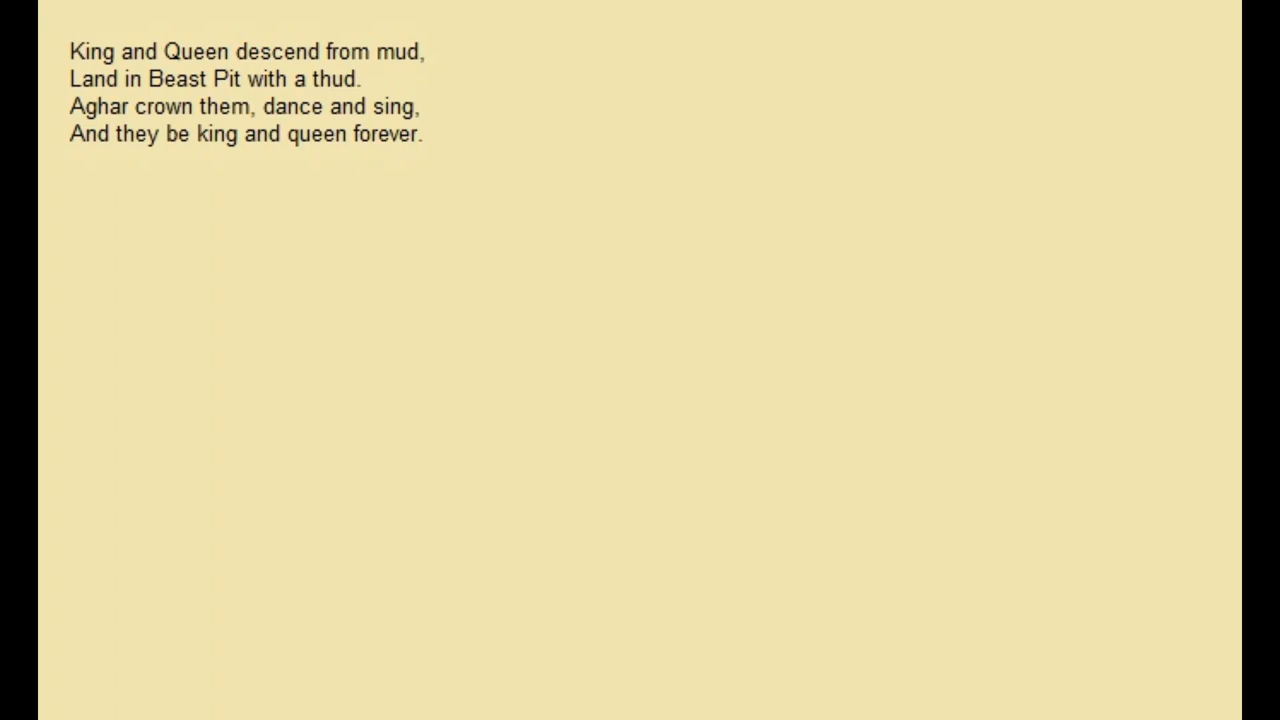 King and Queen descend from mud,
Land in Beast Pit with a thud.
Aghar crown them, dance and sing,
And they be king and queen forever.